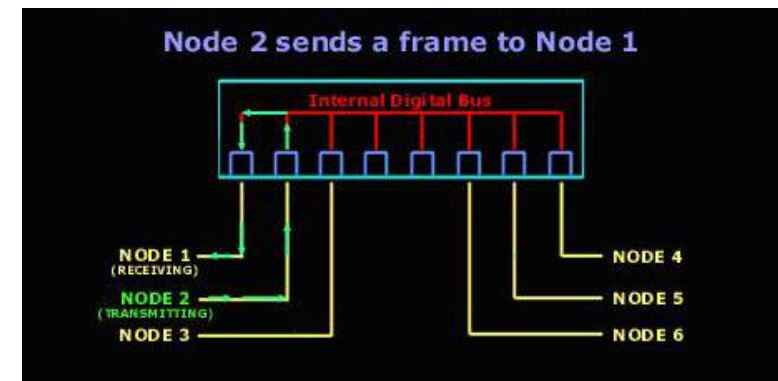 Node 2 sends a frame to Node 1
Internal Digital Bus
NODE 1
(RECEIVING)
NODE 2
(TRANSMITTING)
NODE 3
NODE 4
NODE 5
NODE 6